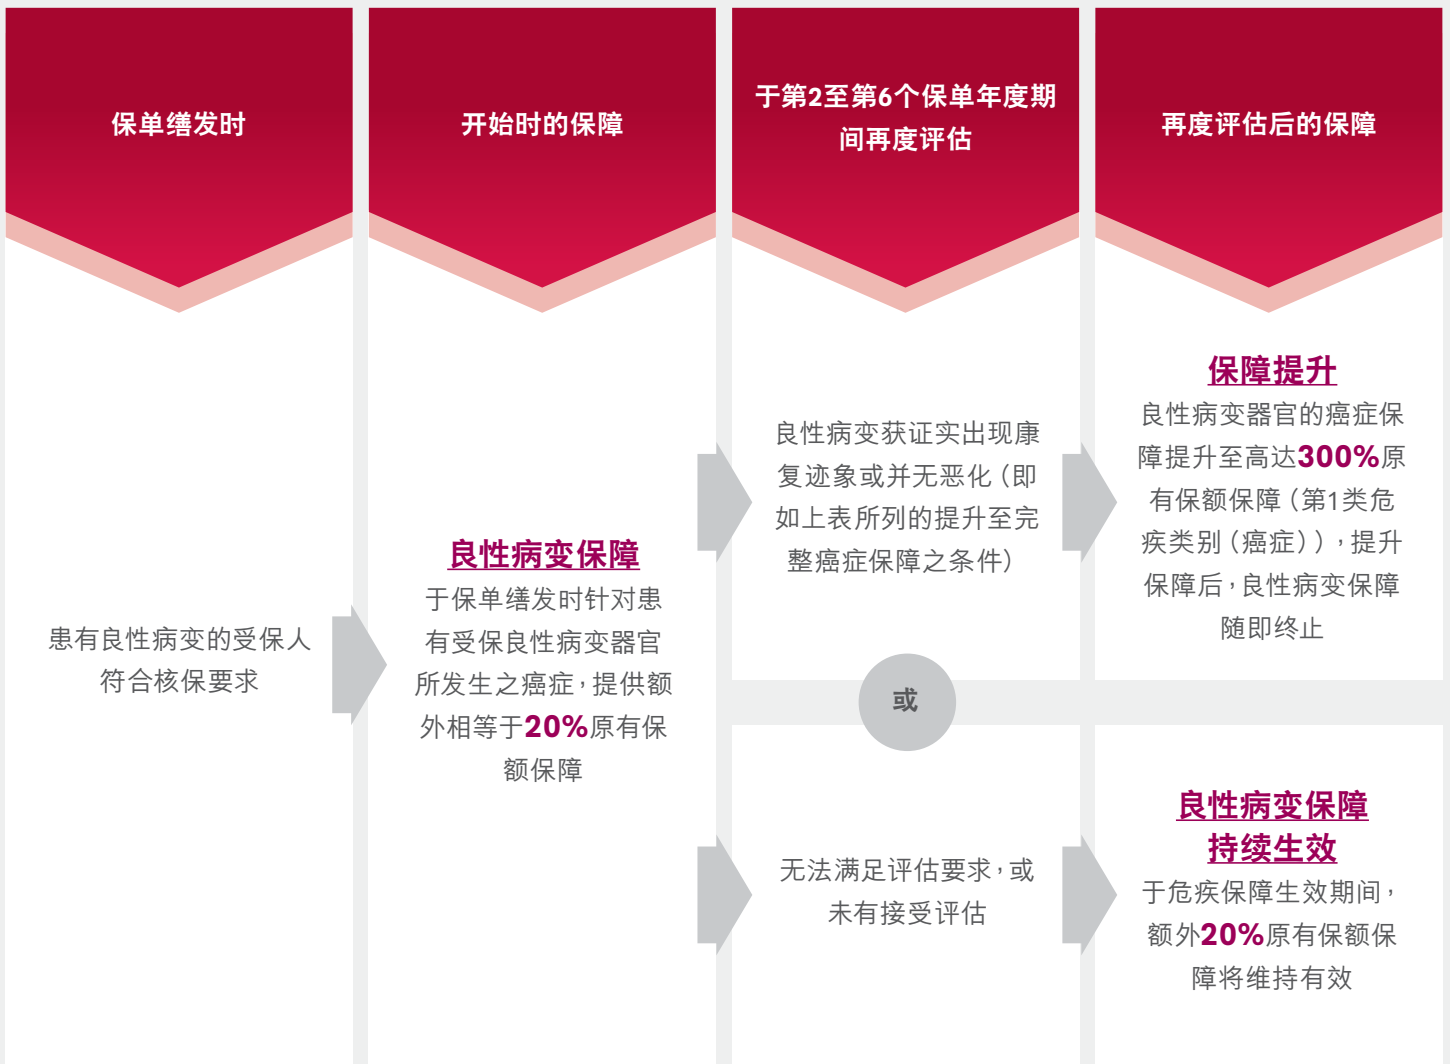 保单缮发时
开始时的保障
于第2至第6个保单年度期
间再度评估
再度评估后的保障
患有良性病变的受保人
符合核保要求
良性病变保障
于保单缮发时针对患
有受保良性病变器官
所发生之癌症，提供额
外相等于20%原有保
额保障
良性病变获证实出现康
复迹象或并无恶化（即
如上表所列的提升至完
整癌症保障之条件）
保障提升
良性病变器官的癌症保
障提升至高达300%原
有保额保障（第1类危
疾类别（癌症）），提升
保障后，良性病变保障
随即终止
或
无法满足评估要求，或
未有接受评估
良性病变保障
持续生效
于危疾保障生效期间，
额外20%原有保额保
障将维持有效